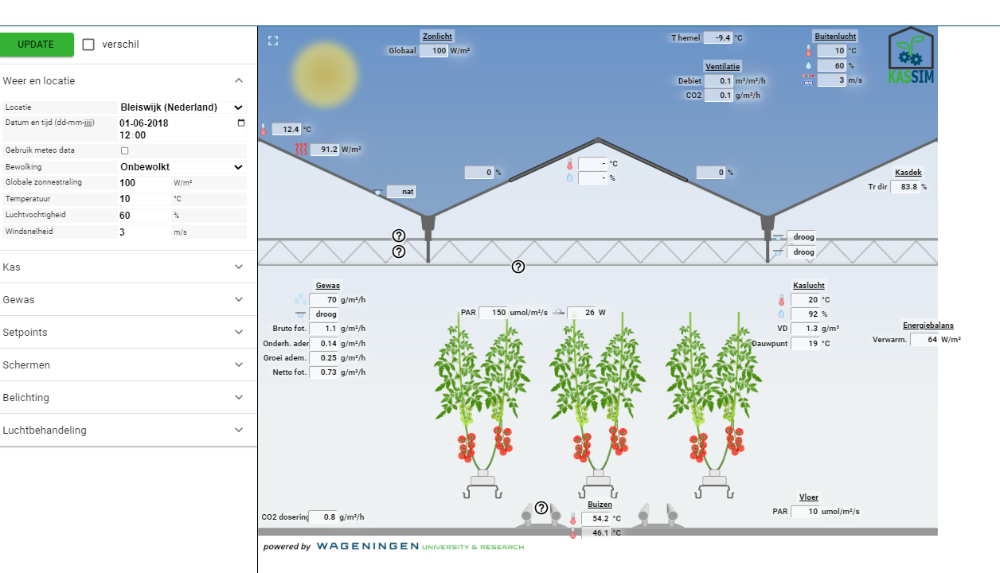 UPDATE
verschil
Weer en locatie
Locatie
Bleiswijk (Nederland)
Datum en tijd (dd-mm-jjjj)
01-06-2018
12:00
Gebruik meteo data
Bewolking
Onbewolkt
Globale zonnestraling
100
W/m²
Temperatuur
10
°C
Luchtvochtigheid
60
%
Windsnelheid
3
m/s
Kas
Gewas
Setpoints
Schermen
Belichting
Luchtbehandeling
Zonlicht
Globaal 100 W/m²
T hemel -9.4 °C
Ventilatie
Debiet 0.1 m³/m²/h
CO2 0.1 g/m²/h
Buitenlucht
10 °C
60 %
3 m/s
KASSIM
12.4 °C
91.2 W/m²
nat
0 %
- °C
- %
0 %
Kasdek
Tr dir 83.8 %
?
?
?
droog
droog
Gewas
70 g/m²/h
droog
Bruto fot. 1.1 g/m²/h
Onderh. adem 0.14 g/m²/h
Groei adem. 0.25 g/m²/h
Netto fot. 0.73 g/m²/h
PAR 150 umol/m²/s 26 W
Kaslucht
20 °C
92 %
VD 1.3 g/m³
Dauwpunt 19 °C
Energiebalans
Verwarm. 64 W/m²
CO2 dosering 0.8 g/m²/h
?
Buizen
54.2 °C
46.1 °C
Vloer
PAR 10 umol/m²/s
powered by WAGENINGEN UNIVERSITY & RESEARCH